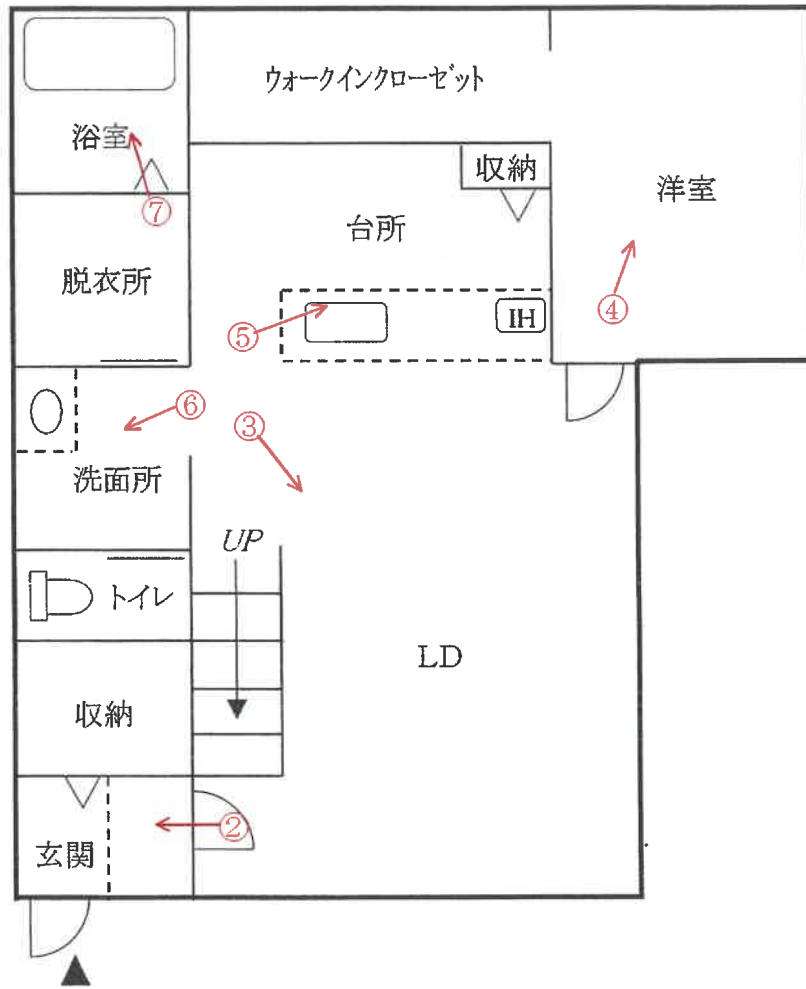 ウォークインクローゼット
浴室
収納
洋室
⑦
台所
脱衣所
④
⑤
IH
⑥
③
洗面所
UP
トイレ
LD
収納
②
玄関